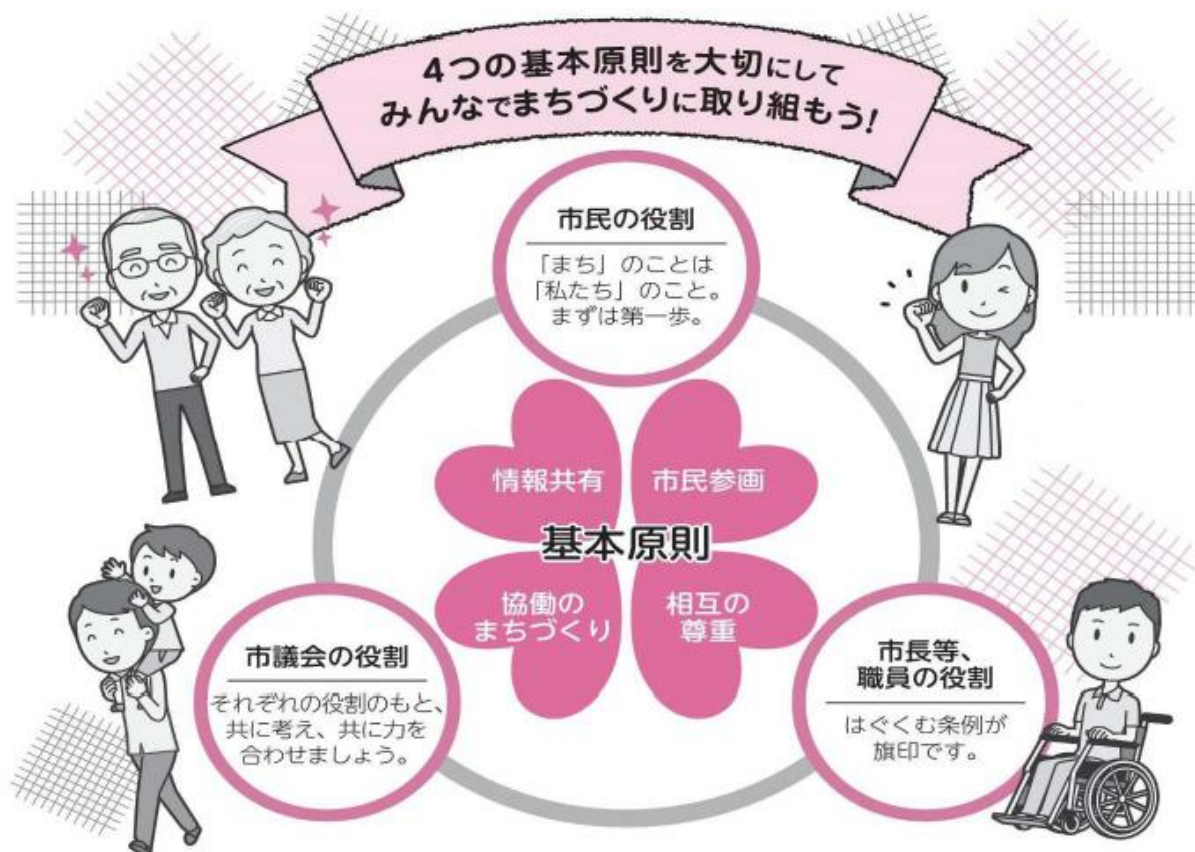 4つの基本原則を大切にして
みんなでまちづくりに取り組もう!
市民の役割
「まち」のことは
「私たち」のこと。
まずは第一歩。
情報共有
市民参画
基本原則
協働の
まちづくり
相互の
尊重
市議会の役割
それぞれの役割のもと、
共に考え、共に力を
合わせましょう。
市長等、
職員の役割
はぐくむ条例が
旗印です。